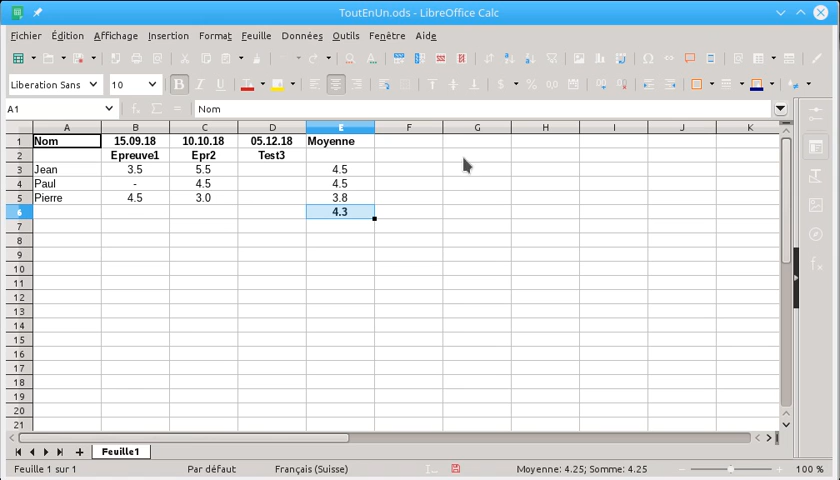 ToutEnUn.ods - LibreOffice Calc
Fichier Édition Affichage Insertion Format Feuille Données Outils Fenêtre Aide
Liberation Sans 10
A1 Nom
A B C D E F G H I J K
1 Nom 15.09.18 10.10.18 05.12.18 Moyenne
2 Epreuve1 Epr2 Test3
3 Jean 3.5 5.5 4.5
4 Paul - 4.5 4.5
5 Pierre 4.5 3.0 3.8
6 4.3
7
8
9
10
11
12
13
14
15
16
17
18
19
20
21
Feuille1
Feuille 1 sur 1 Par défaut Français (Suisse) Moyenne: 4.25; Somme: 4.25 100 %